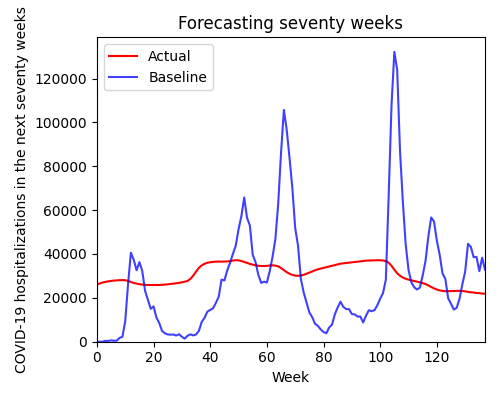 Forecasting seventy weeks
COVID-19 hospitalizations in the next seventy weeks
Actual
Baseline
120000
100000
80000
60000
40000
20000
0
0 20 40 60 80 100 120
Week